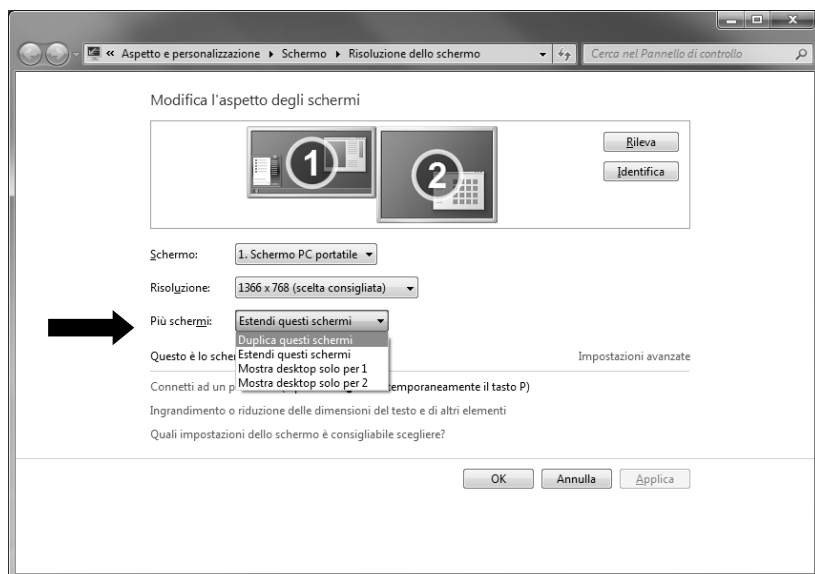 « Aspetto e personalizzazione ▸ Schermo ▸ Risoluzione dello schermo
Cerca nel Pannello di controllo
Modifica l'aspetto degli schermi
1
2
Rileva
Identifica
Schermo: 1. Schermo PC portatile
Risoluzione: 1366 x 768 (scelta consigliata)
Più schermi: Estendi questi schermi
Duplica questi schermi
Estendi questi schermi
Mostra desktop solo per 1
Mostra desktop solo per 2
Questo è lo
Impostazioni avanzate
Connetti ad un temporaneamente il tasto P)
Ingrandimento o riduzione delle dimensioni del testo e di altri elementi
Quali impostazioni dello schermo è consigliabile scegliere?
OK Annulla Applica